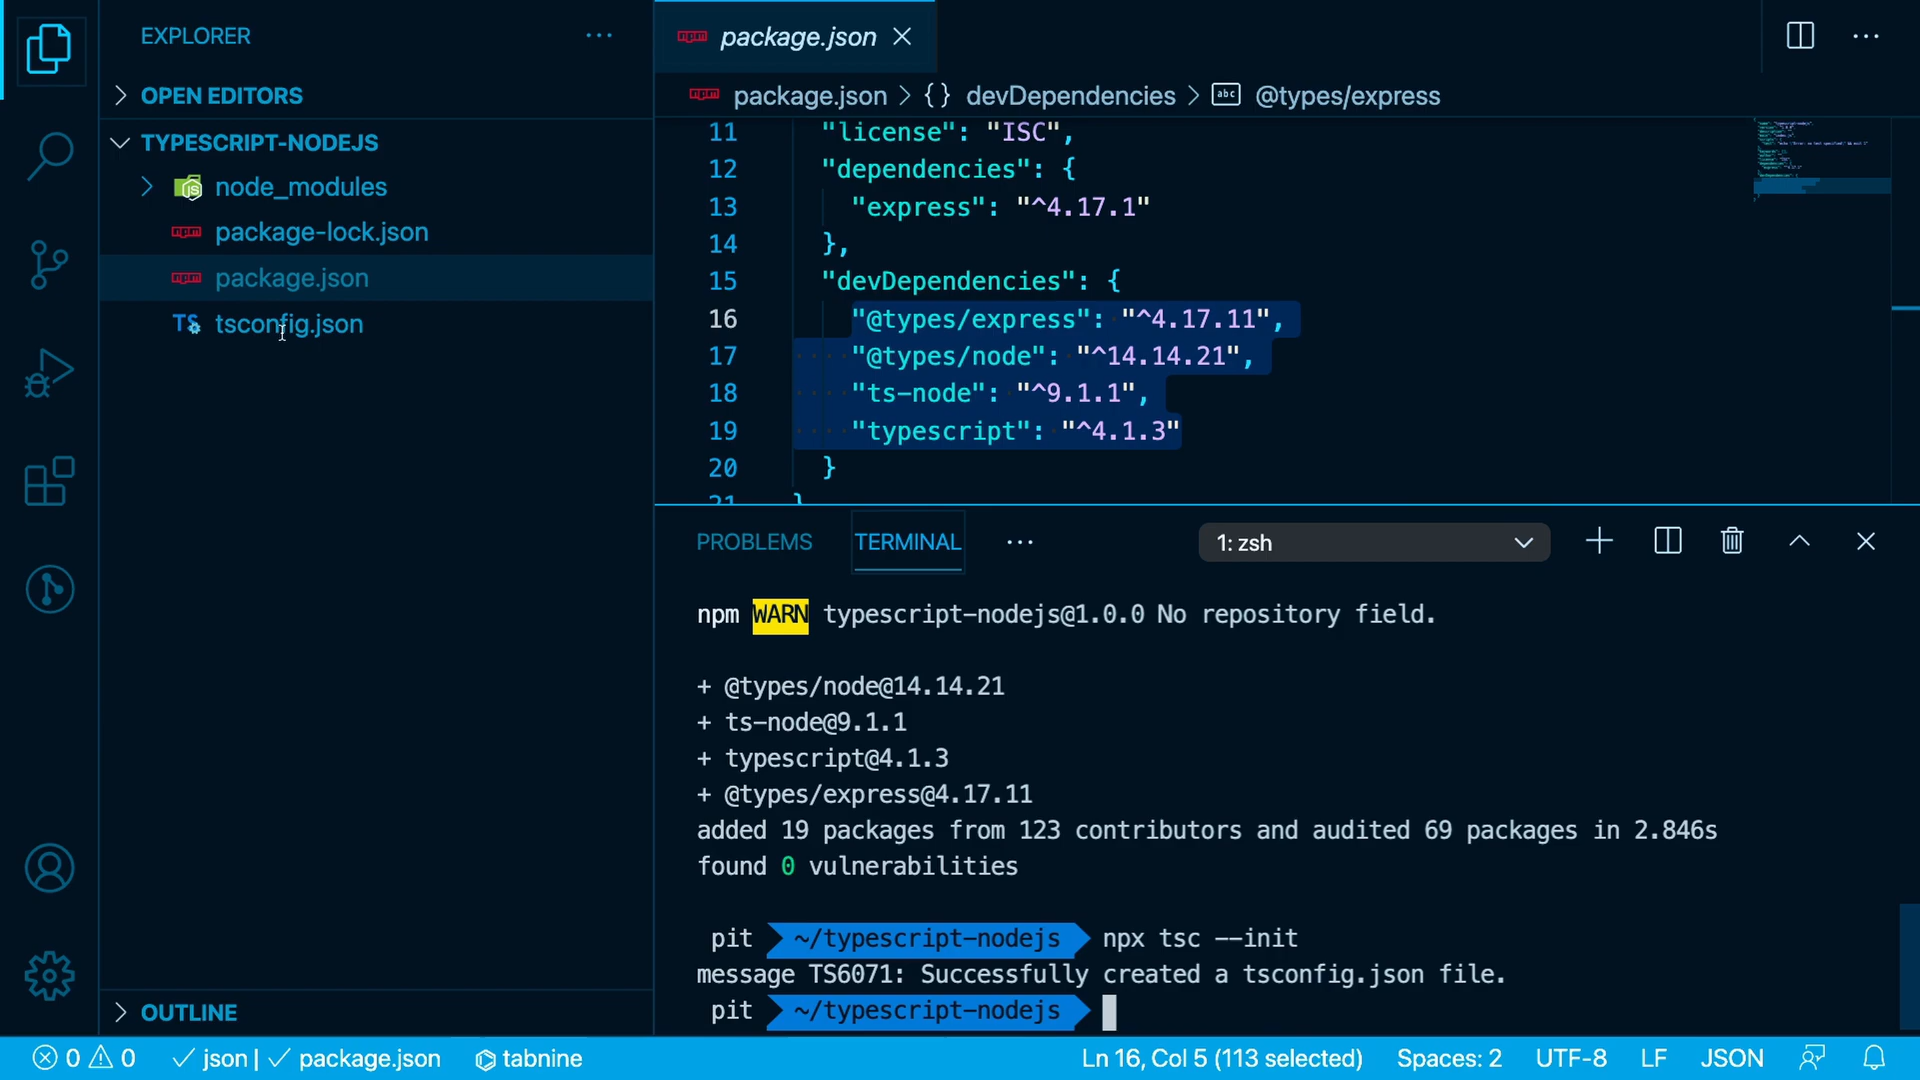 EXPLORER
OPEN EDITORS
TYPESCRIPT-NODEJS
node_modules
package-lock.json
package.json
TS tsconfig.json
OUTLINE
package.json
package.json > {} devDependencies > abc @types/express
11 "license": "ISC",
12 "dependencies": {
13 "express": "^4.17.1"
14 },
15 "devDependencies": {
16 "@types/express": "^4.17.11",
17 "@types/node": "^14.14.21",
18 "ts-node": "^9.1.1",
19 "typescript": "^4.1.3"
20 }
21 }
PROBLEMS TERMINAL ··· 1: zsh
npm WARN typescript-nodejs@1.0.0 No repository field.
+ @types/node@14.14.21
+ ts-node@9.1.1
+ typescript@4.1.3
+ @types/express@4.17.11
added 19 packages from 123 contributors and audited 69 packages in 2.846s
found 0 vulnerabilities
pit ~/typescript-nodejs npx tsc --init
message TS6071: Successfully created a tsconfig.json file.
pit ~/typescript-nodejs
0 0 json | package.json tabnine Ln 16, Col 5 (113 selected) Spaces: 2 UTF-8 LF JSON